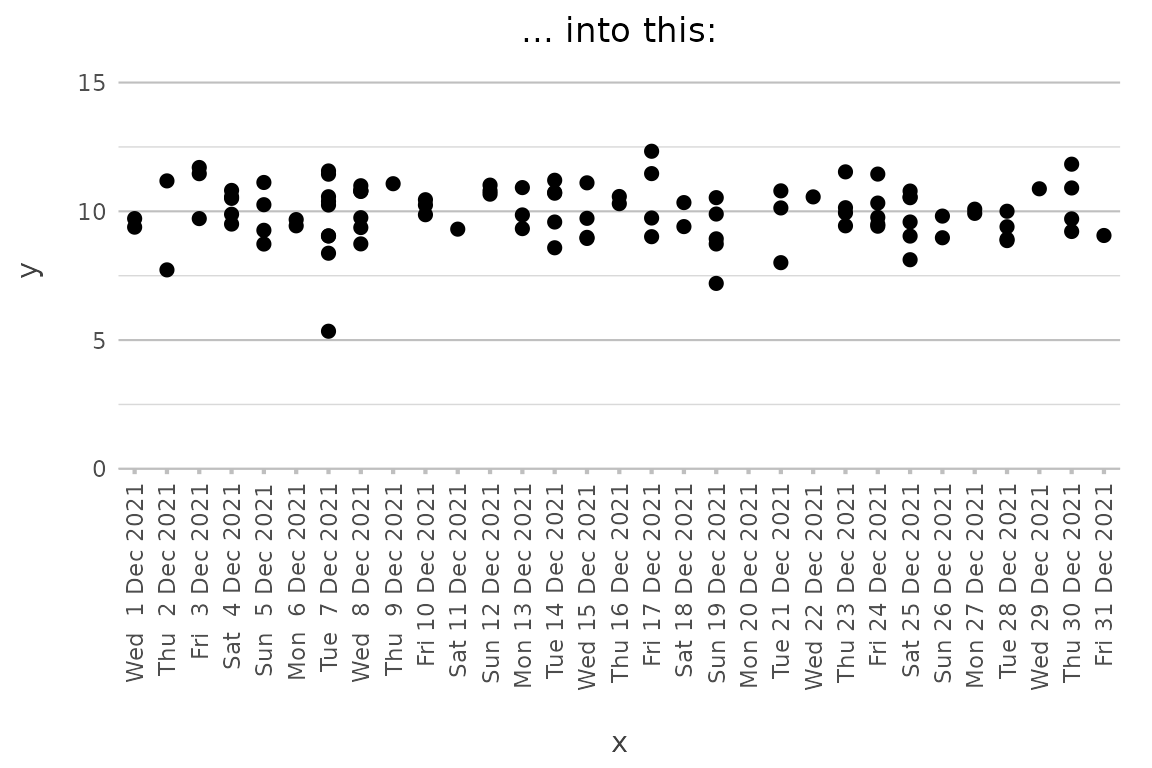 ... into this:
15
10
5
0
y
Wed  1 Dec 2021
Thu  2 Dec 2021
Fri  3 Dec 2021
Sat  4 Dec 2021
Sun  5 Dec 2021
Mon  6 Dec 2021
Tue  7 Dec 2021
Wed  8 Dec 2021
Thu  9 Dec 2021
Fri 10 Dec 2021
Sat 11 Dec 2021
Sun 12 Dec 2021
Mon 13 Dec 2021
Tue 14 Dec 2021
Wed 15 Dec 2021
Thu 16 Dec 2021
Fri 17 Dec 2021
Sat 18 Dec 2021
Sun 19 Dec 2021
Mon 20 Dec 2021
Tue 21 Dec 2021
Wed 22 Dec 2021
Thu 23 Dec 2021
Fri 24 Dec 2021
Sat 25 Dec 2021
Sun 26 Dec 2021
Mon 27 Dec 2021
Tue 28 Dec 2021
Wed 29 Dec 2021
Thu 30 Dec 2021
Fri 31 Dec 2021
x